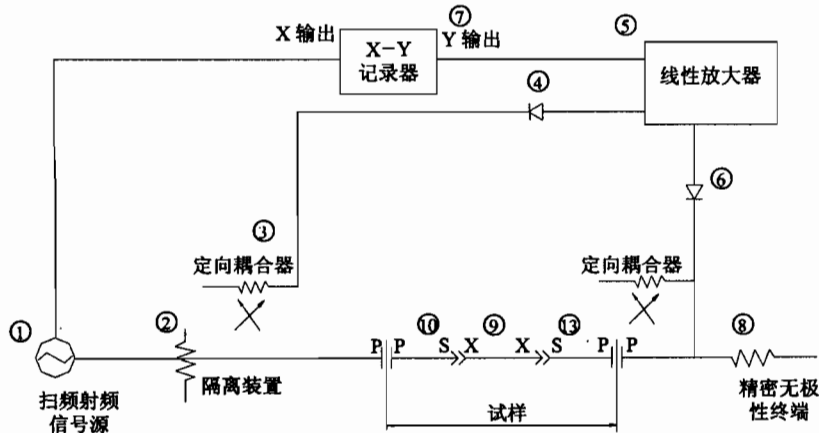 ⑦
X 输出
X-Y
记录器
Y 输出
⑤
线性放大器
④
⑥
③
定向耦合器
定向耦合器
①
②
⑩
⑨
⑬
⑧
P P
S X
X S
P P
隔离装置
扫频射频
信号源
试样
精密无极
性终端